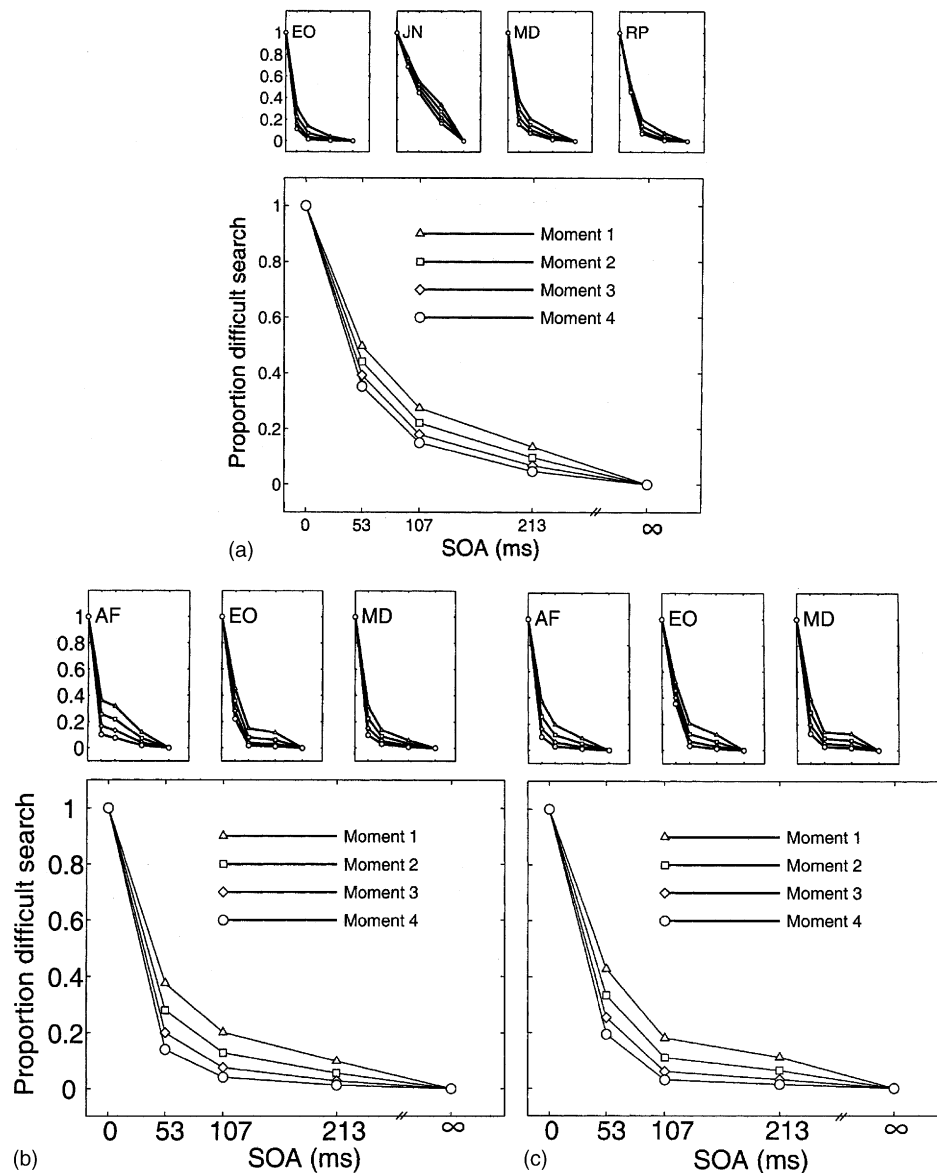 EO JN MD RP
1
0.8
0.6
0.4
0.2
0
Proportion difficult search
1
0.8
0.6
0.4
0.2
0
Moment 1
Moment 2
Moment 3
Moment 4
0 53 107 213 ∞
SOA (ms)
(a)
AF EO MD
1
0.8
0.6
0.4
0.2
0
Proportion difficult search
1
0.8
0.6
0.4
0.2
0
Moment 1
Moment 2
Moment 3
Moment 4
0 53 107 213 ∞
SOA (ms)
(b)
AF EO MD
Moment 1
Moment 2
Moment 3
Moment 4
0 53 107 213 ∞
SOA (ms)
(c)